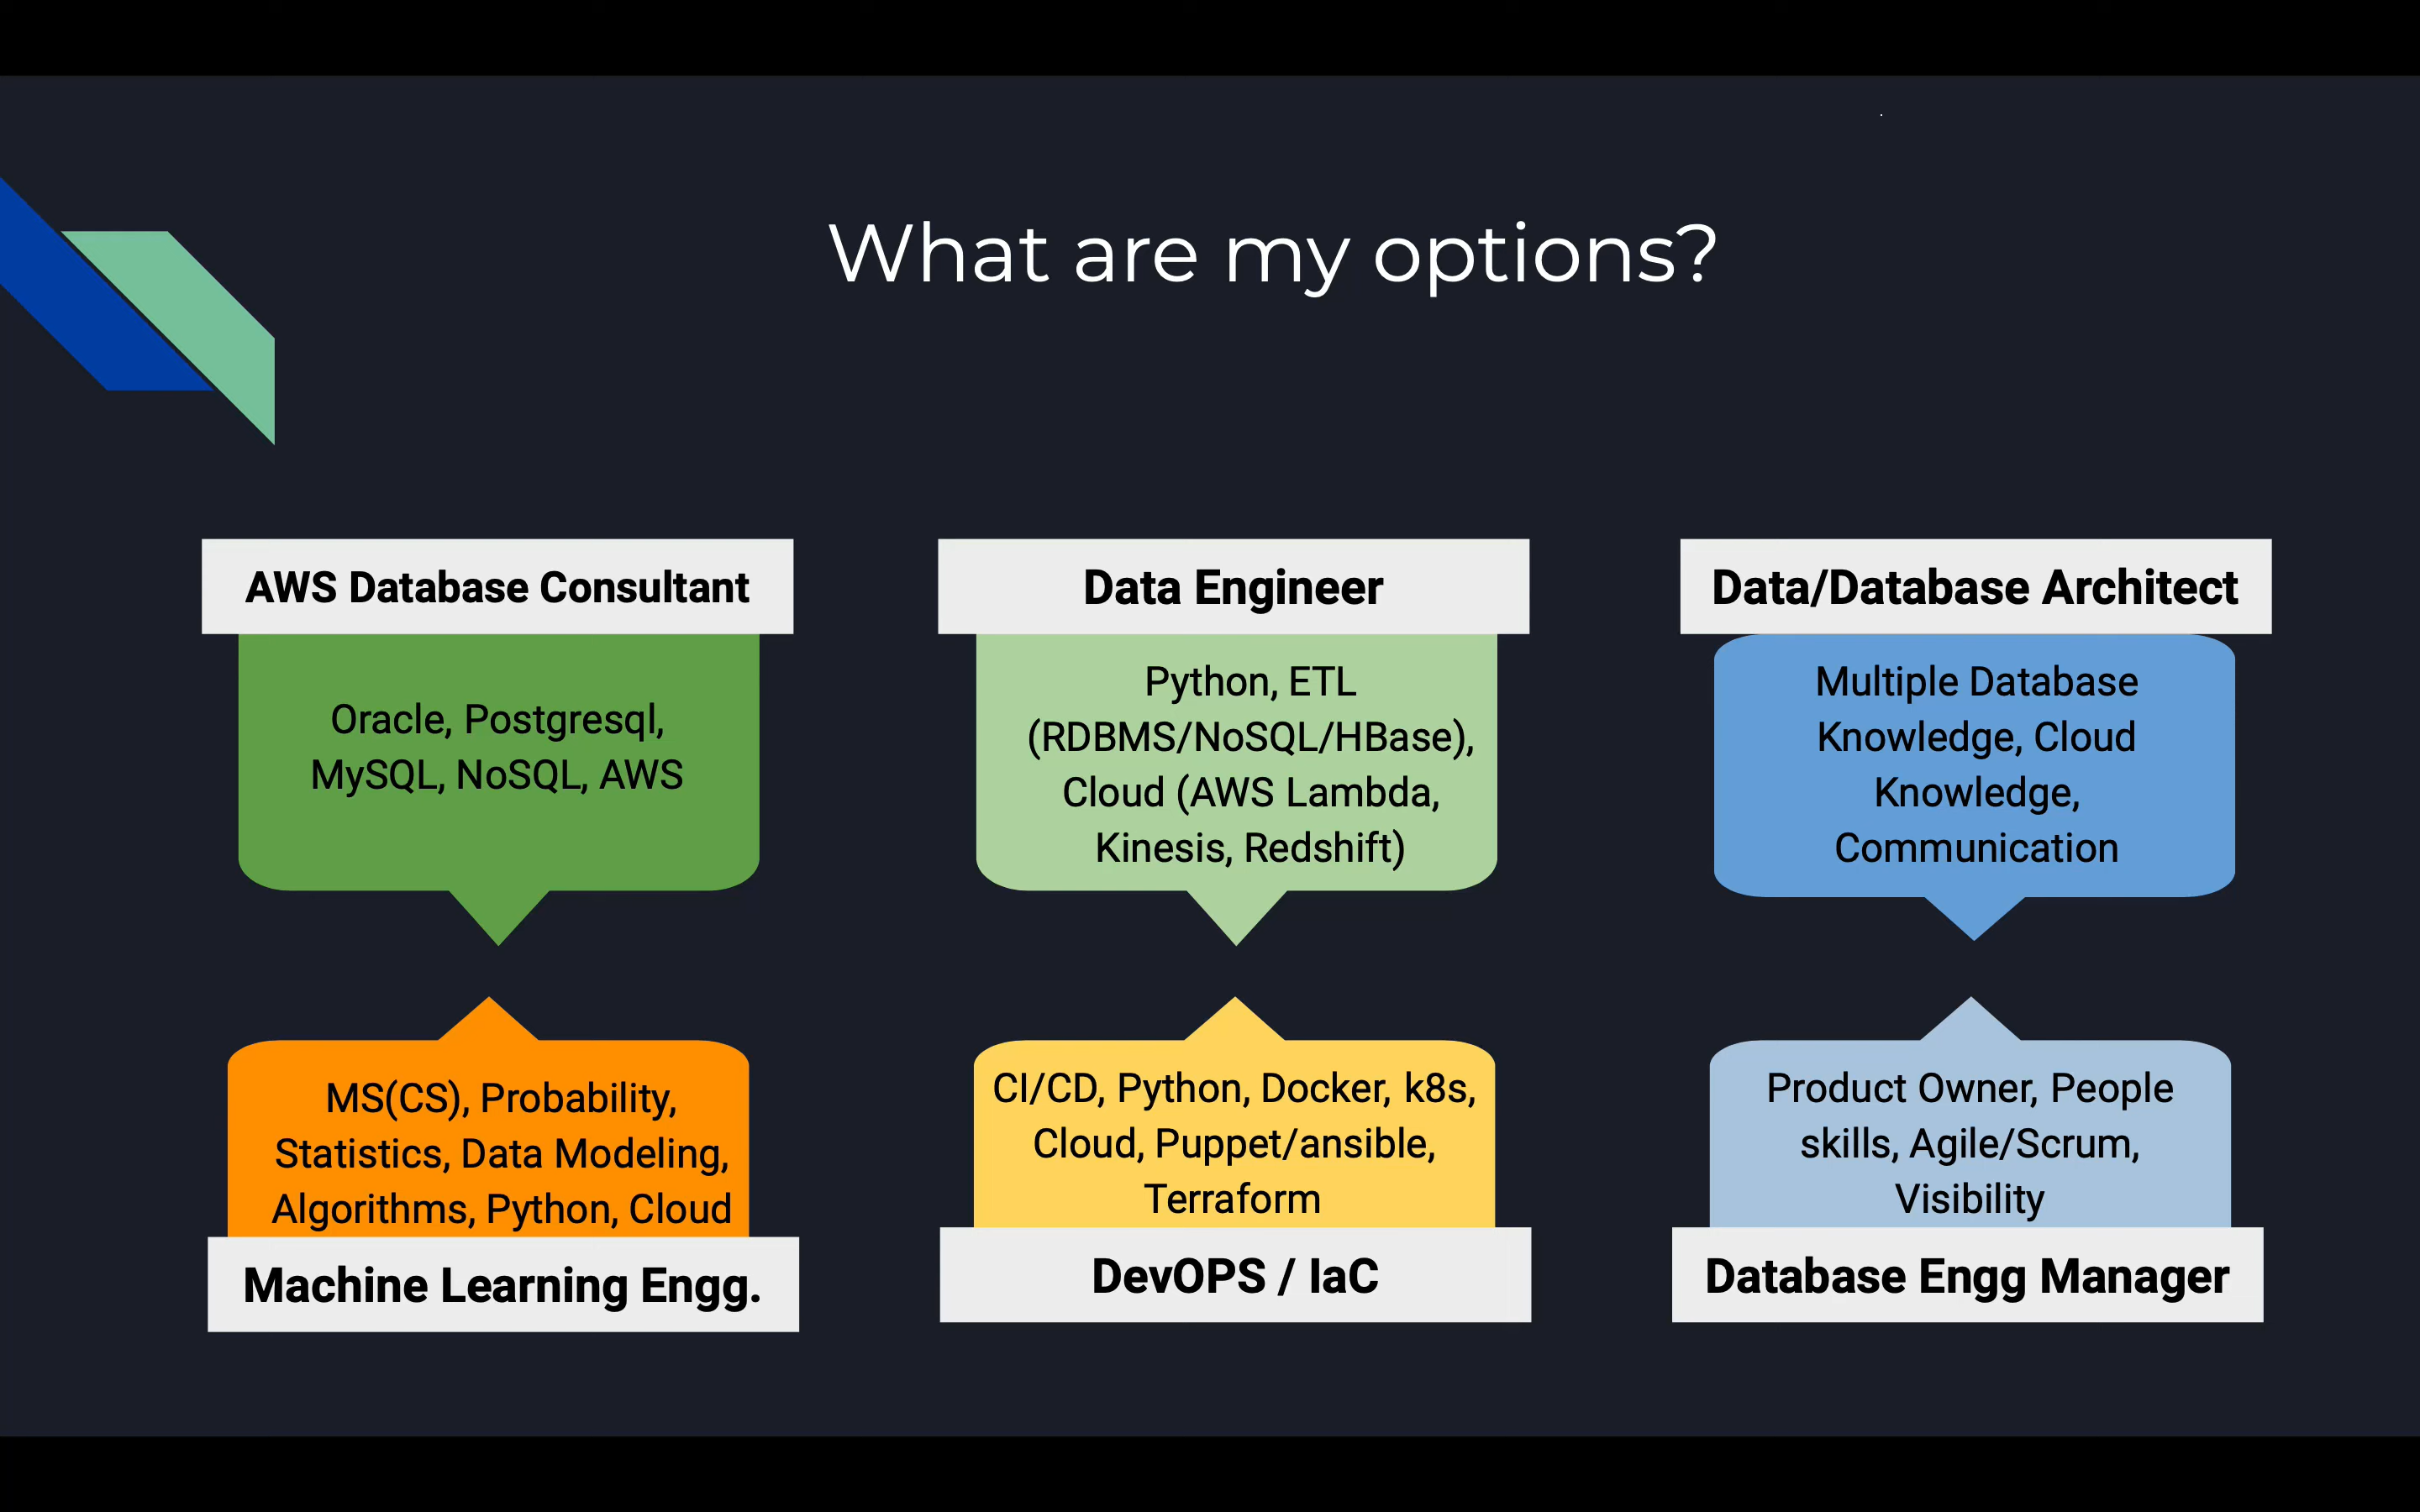 What are my options?
AWS Database Consultant
Oracle, Postgresql,
MySQL, NoSQL, AWS
Data Engineer
Python, ETL
(RDBMS/NoSQL/HBase),
Cloud (AWS Lambda,
Kinesis, Redshift)
Data/Database Architect
Multiple Database
Knowledge, Cloud
Knowledge,
Communication
MS(CS), Probability,
Statistics, Data Modeling,
Algorithms, Python, Cloud
Machine Learning Engg.
CI/CD, Python, Docker, k8s,
Cloud, Puppet/ansible,
Terraform
DevOPS / IaC
Product Owner, People
skills, Agile/Scrum,
Visibility
Database Engg Manager